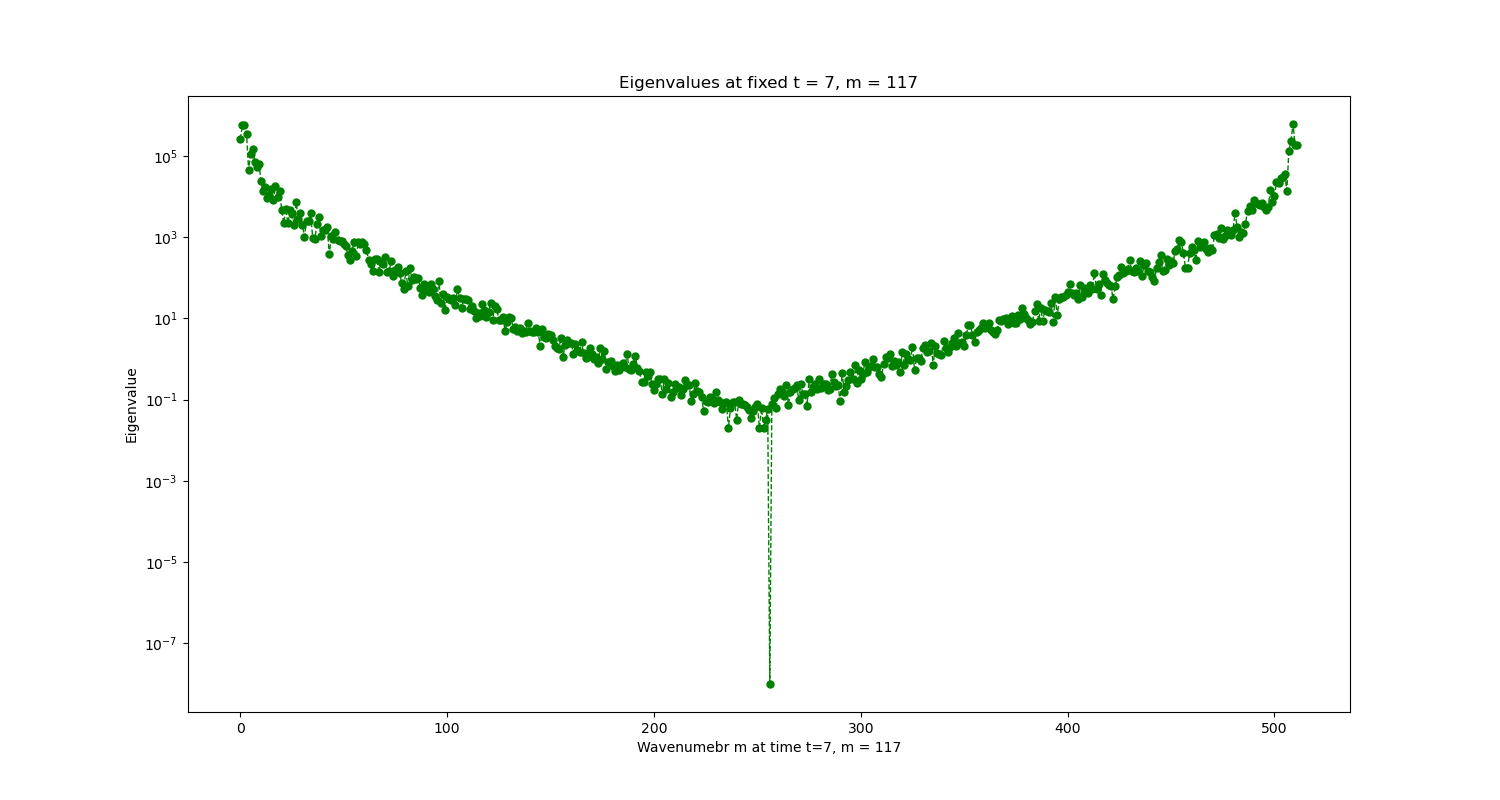 Eigenvalues at fixed t = 7, m = 117
Eigenvalue
10^5
10^3
10^1
10^−1
10^−3
10^−5
10^−7
0 100 200 300 400 500
Wavenumebr m at time t=7, m = 117